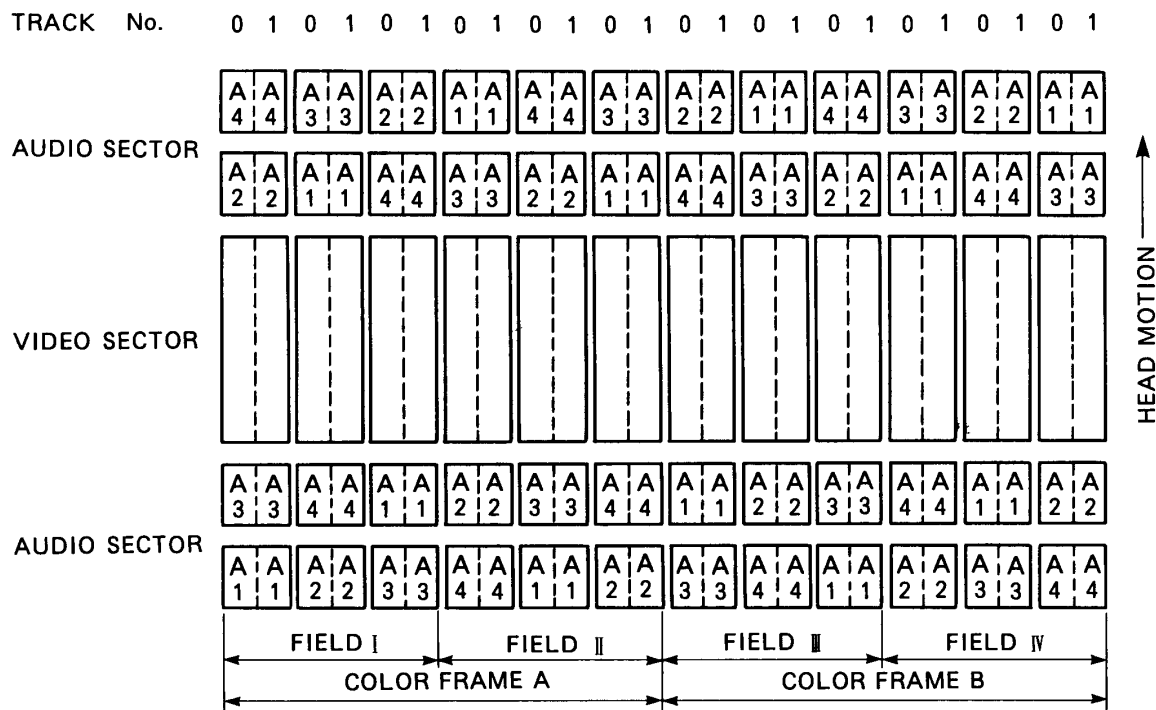 TRACK No. 0 1 0 1 0 1 0 1 0 1 0 1 0 1 0 1 0 1 0 1 0 1 0 1
A A A A A A A A A A A A A A A A A A A A A A A A
4 4 3 3 2 2 1 1 4 4 3 3 2 2 1 1 4 4 3 3 2 2 1 1
AUDIO SECTOR
A A A A A A A A A A A A A A A A A A A A A A A A
2 2 1 1 4 4 3 3 2 2 1 1 4 4 3 3 2 2 1 1 4 4 3 3
VIDEO SECTOR
HEAD MOTION
A A A A A A A A A A A A A A A A A A A A A A A A
3 3 4 4 1 1 2 2 3 3 4 4 1 1 2 2 3 3 4 4 1 1 2 2
AUDIO SECTOR
A A A A A A A A A A A A A A A A A A A A A A A A
1 1 2 2 3 3 4 4 1 1 2 2 3 3 4 4 1 1 2 2 3 3 4 4
FIELD I FIELD II FIELD III FIELD IV
COLOR FRAME A COLOR FRAME B